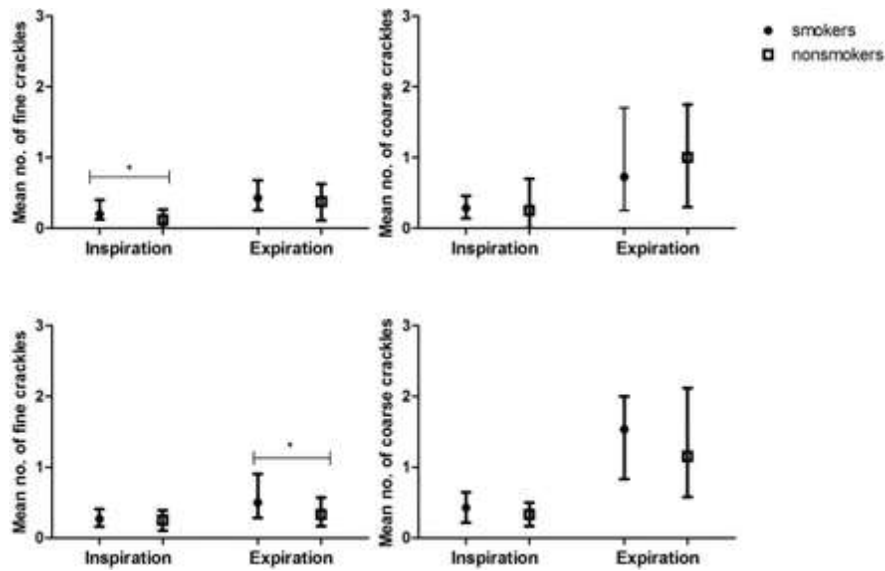 Mean no. of fine crackles
3
2
1
0
*
Inspiration
Expiration
Mean no. of coarse crackles
3
2
1
0
Inspiration
Expiration
smokers
nonsmokers
Mean no. of fine crackles
3
2
1
0
*
Inspiration
Expiration
Mean no. of coarse crackles
3
2
1
0
Inspiration
Expiration